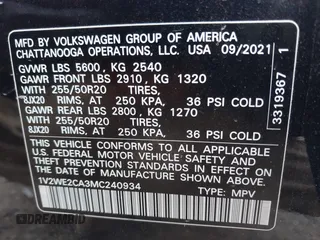 MFD BY VOLKSWAGEN GROUP OF AMERICA
CHATTANOOGA OPERATIONS, LLC. USA 09/2021
GVWR LBS 5600, KG 2540
GAWR FRONT LBS 2910, KG 1320
WITH 255/50R20 TIRES,
8JX20 RIMS, AT 250 KPA, 36 PSI COLD
GAWR REAR LBS 2800, KG 1270
WITH 255/50R20 TIRES,
8JX20 RIMS, AT 250 KPA, 36 PSI COLD
THIS VEHICLE CONFORMS TO ALL APPLICABLE
U.S. FEDERAL MOTOR VEHICLE SAFETY, BUMPER AND THEFT
PREVENTION STANDARDS IN EFFECT ON THE DATE OF
MANUFACTURE SHOWN ABOVE.
1V2WE2CA3MC240934 TYPE: MPV
3319367 1